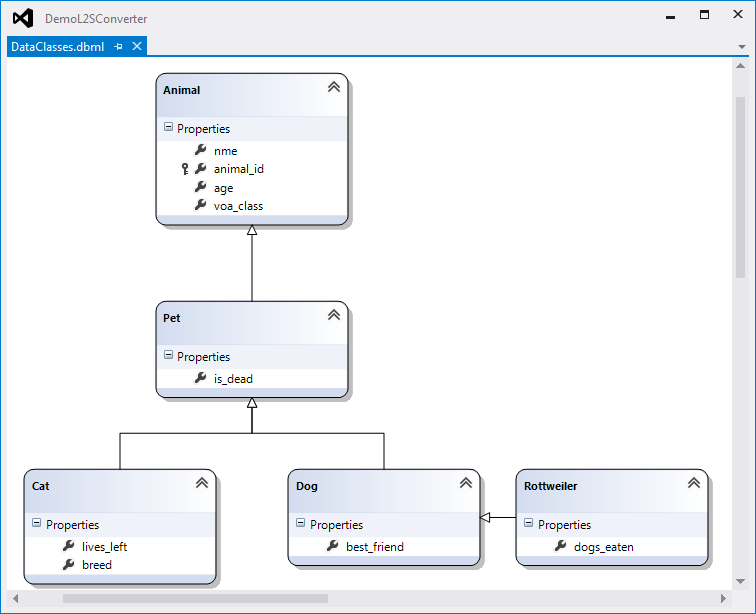 DemoL2SConverter
DataClasses.dbml
Animal
Properties
nme
animal_id
age
voa_class
Pet
Properties
is_dead
Cat
Properties
lives_left
breed
Dog
Properties
best_friend
Rottweiler
Properties
dogs_eaten